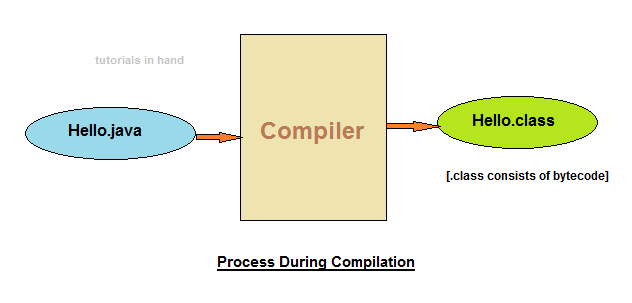 tutorials in hand
Hello.java
Compiler
Hello.class
[.class consists of bytecode]
Process During Compilation